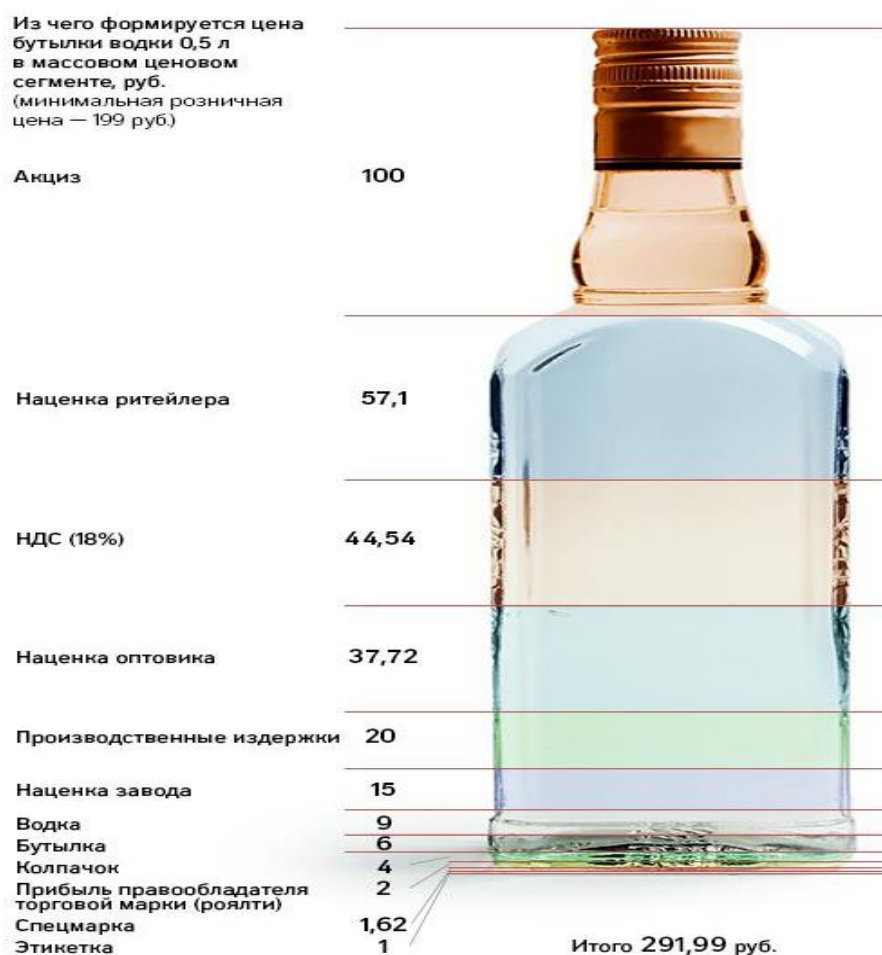 Из чего формируется цена
бутылки водки 0,5 л
в массовом ценовом
сегменте, руб.
(минимальная розничная
цена — 199 руб.)
Акциз 100
Наценка ритейлера 57,1
НДС (18%) 44,54
Наценка оптовика 37,72
Производственные издержки 20
Наценка завода 15
Водка 9
Бутылка 6
Колпачок 4
Прибыль правообладателя 2
торговой марки (роялти)
Спецмарка 1,62
Этикетка 1
Итого 291,99 руб.